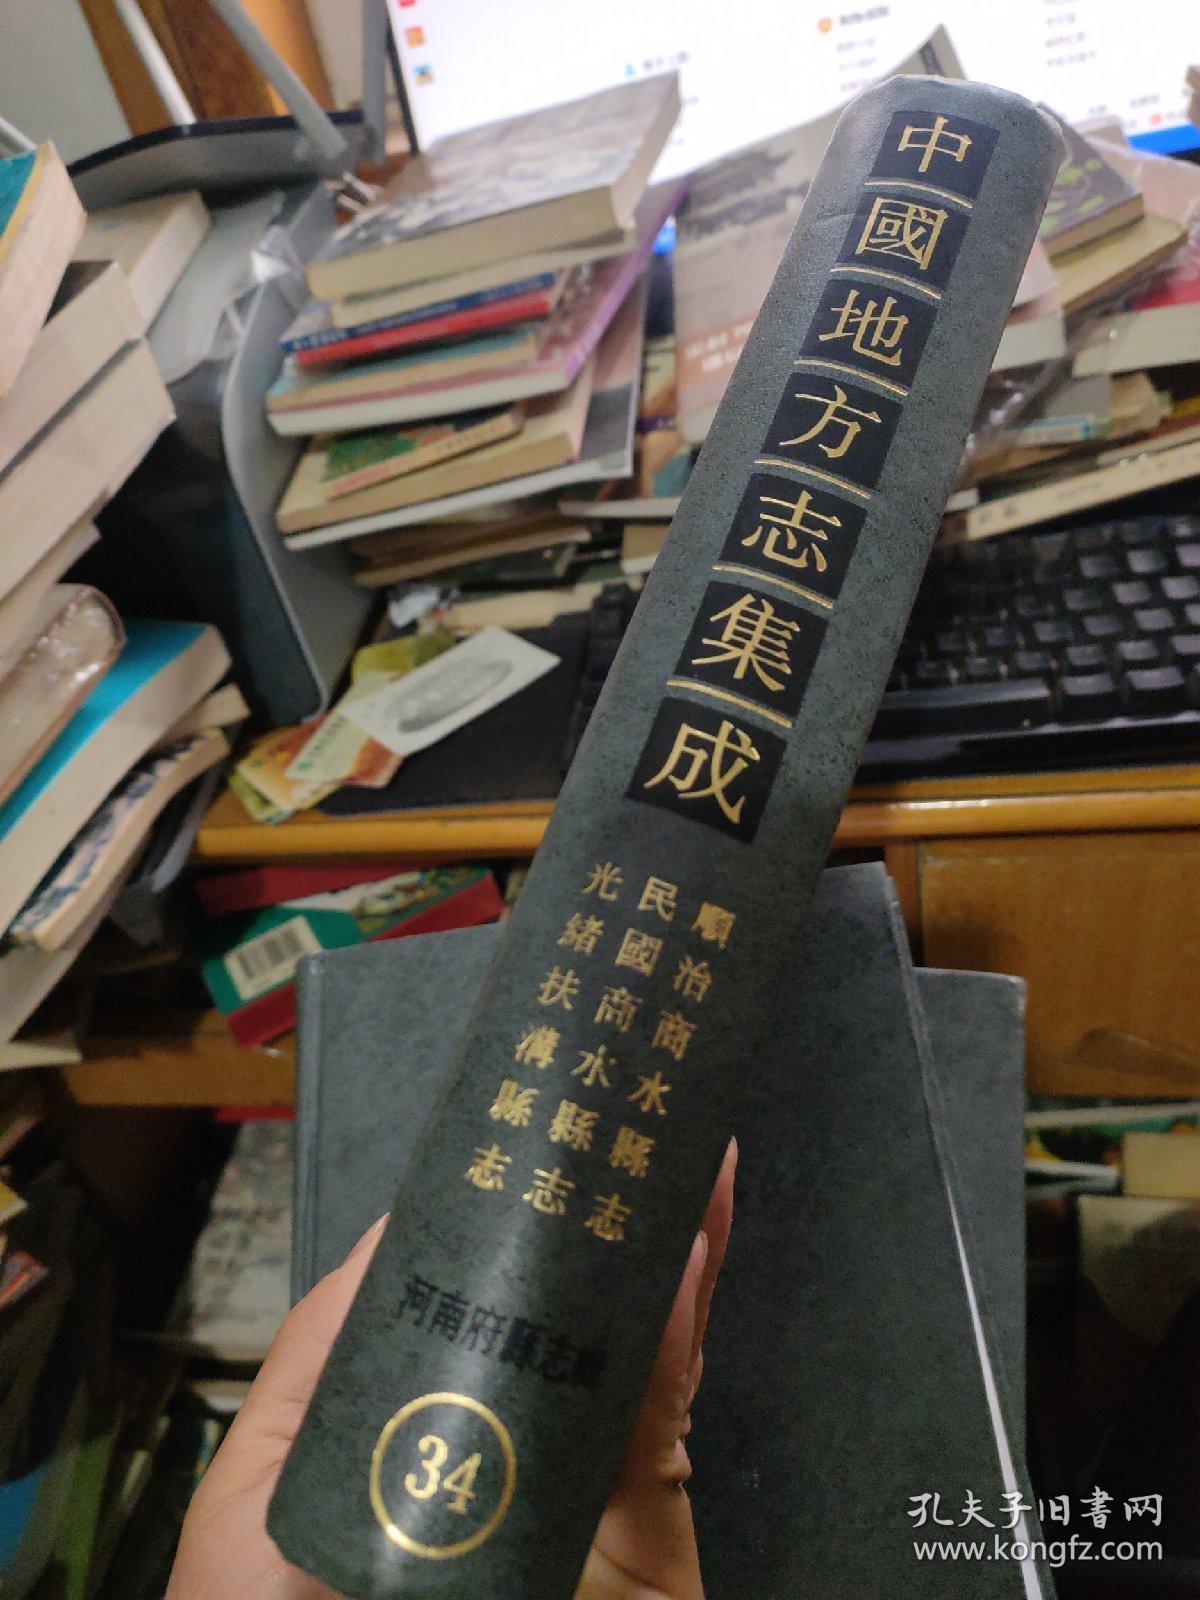 中國地方志集成
順治商水縣志
民國商水縣志
光緒扶溝縣志
河南府縣志輯
34
孔夫子旧書网
www.kongfz.com